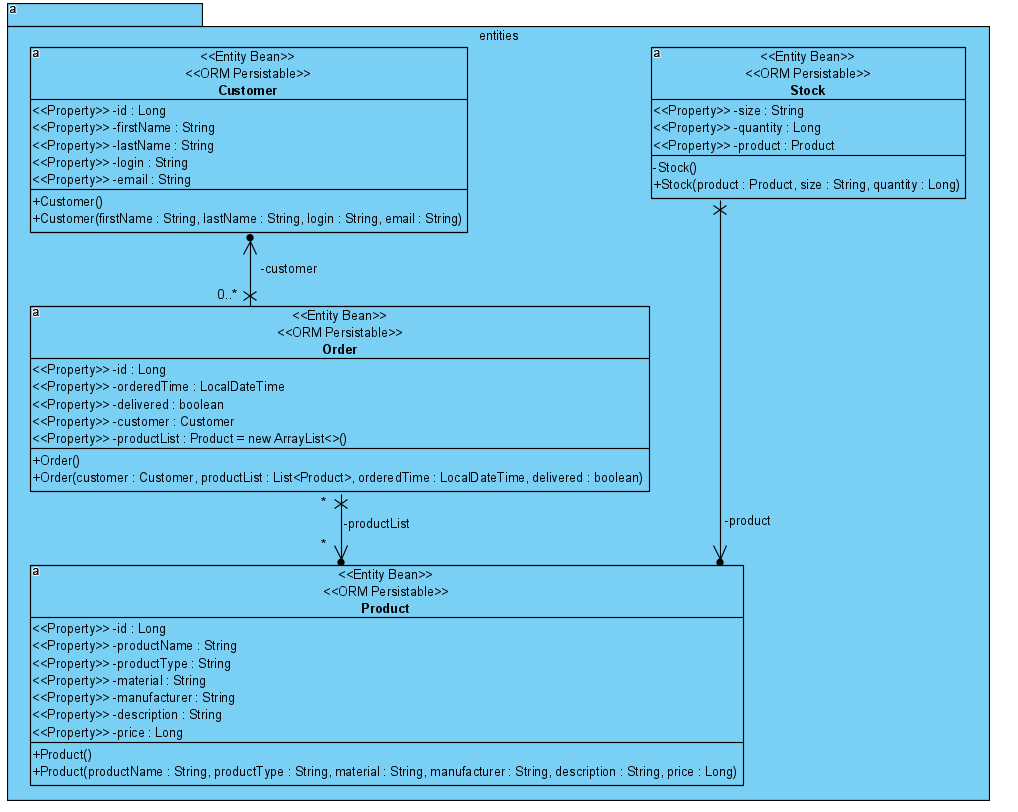 a
entities
a
<<Entity Bean>>
<<ORM Persistable>>
Customer
<<Property>> -id : Long
<<Property>> -firstName : String
<<Property>> -lastName : String
<<Property>> -login : String
<<Property>> -email : String
+Customer()
+Customer(firstName : String, lastName : String, login : String, email : String)
a
<<Entity Bean>>
<<ORM Persistable>>
Stock
<<Property>> -size : String
<<Property>> -quantity : Long
<<Property>> -product : Product
-Stock()
+Stock(product : Product, size : String, quantity : Long)
-customer
0..*
a
<<Entity Bean>>
<<ORM Persistable>>
Order
<<Property>> -id : Long
<<Property>> -orderedTime : LocalDateTime
<<Property>> -delivered : boolean
<<Property>> -customer : Customer
<<Property>> -productList : Product = new ArrayList<>()
+Order()
+Order(customer : Customer, productList : List<Product>, orderedTime : LocalDateTime, delivered : boolean)
*
-productList
*
-product
a
<<Entity Bean>>
<<ORM Persistable>>
Product
<<Property>> -id : Long
<<Property>> -productName : String
<<Property>> -productType : String
<<Property>> -material : String
<<Property>> -manufacturer : String
<<Property>> -description : String
<<Property>> -price : Long
+Product()
+Product(productName : String, productType : String, material : String, manufacturer : String, description : String, price : Long)